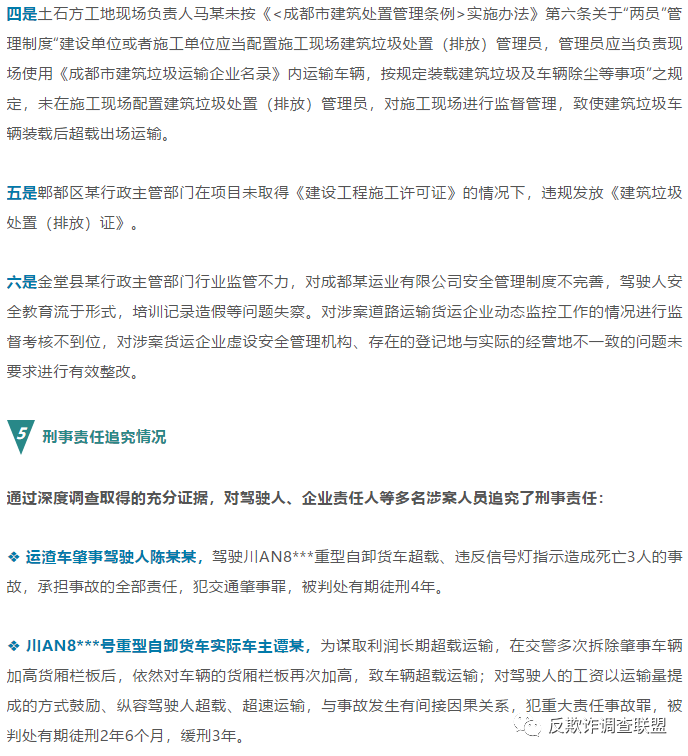 四是土石方工地现场负责人马某未按《<成都市建筑处置管理条例>实施办法》第六条关于“两员”管
理制度“建设单位或者施工单位应当配置施工现场建筑垃圾处置（排放）管理员，管理员应当负责现
场使用《成都市建筑垃圾运输企业名录》内运输车辆，按规定装载建筑垃圾及车辆除尘等事项”之规
定，未在施工现场配置建筑垃圾处置（排放）管理员，对施工现场进行监督管理，致使建筑垃圾车
辆装载后超载出场运输。
五是郫都区某行政主管部门在项目未取得《建设工程施工许可证》的情况下，违规发放《建筑垃圾
处置（排放）证》。
六是金堂县某行政主管部门行业监管不力，对成都某运业有限公司安全管理制度不完善，驾驶人安
全教育流于形式，培训记录造假等问题失察。对涉案道路运输货运企业动态监控工作的情况进行监
督考核不到位，对涉案货运企业虚设安全管理机构、存在的登记地与实际的经营地不一致的问题未
要求进行有效整改。
5 刑事责任追究情况
通过深度调查取得的充分证据，对驾驶人、企业责任人等多名涉案人员追究了刑事责任：
❖ 运渣车肇事驾驶人陈某某，驾驶川AN8***重型自卸货车超载、违反信号灯指示造成死亡3人的事
故，承担事故的全部责任，犯交通肇事罪，被判处有期徒刑4年。
❖ 川AN8***号重型自卸货车实际车主谭某，为谋取利润长期超载运输，在交警多次拆除肇事车辆
加高货厢栏板后，依然对车辆的货厢栏板再次加高，致车辆超载运输；对驾驶人的工资以运输量提
成的方式鼓励、纵容驾驶人超载、超速运输，与事故发生有间接因果关系，犯重大责任事故罪，被
判处有期徒刑2年6个月，缓刑3年。
反欺诈调查联盟